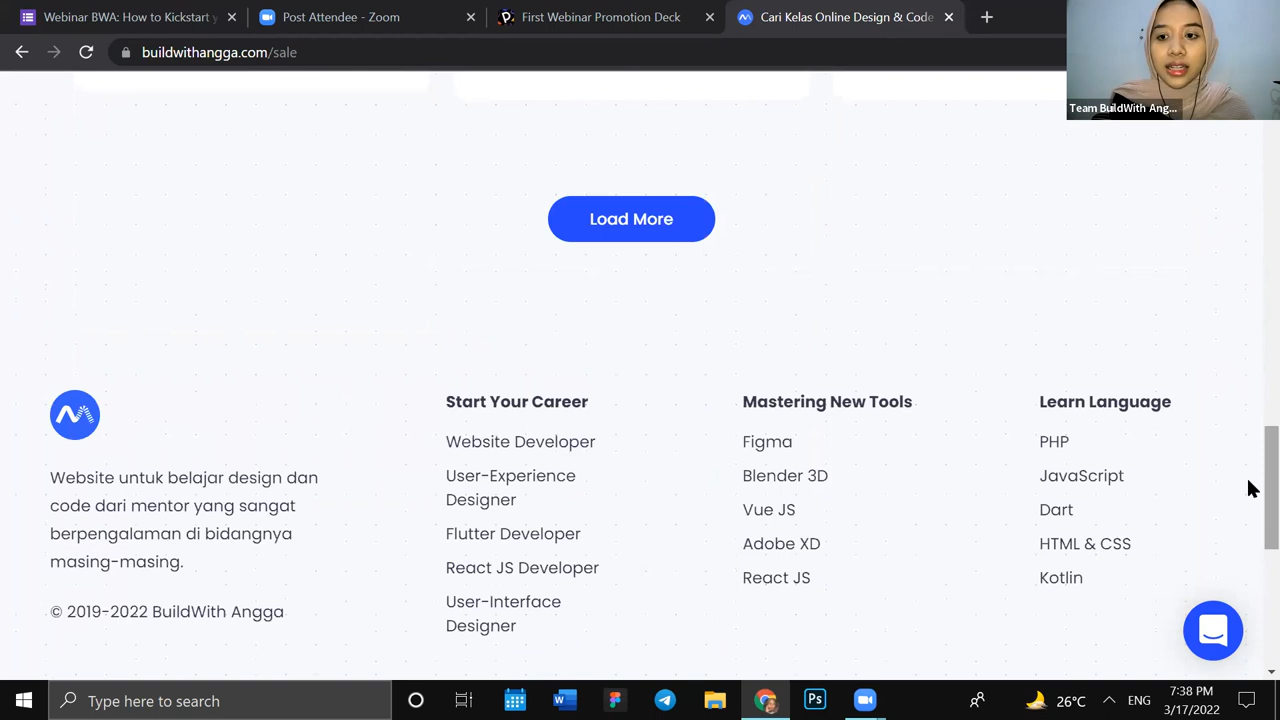 Webinar BWA: How to Kickstart y
Post Attendee - Zoom
First Webinar Promotion Deck
Cari Kelas Online Design & Code
buildwithangga.com/sale
Team BuildWith Ang...
Load More
Website untuk belajar design dan
code dari mentor yang sangat
berpengalaman di bidangnya
masing-masing.
© 2019-2022 BuildWith Angga
Start Your Career
Website Developer
User-Experience
Designer
Flutter Developer
React JS Developer
User-Interface
Designer
Mastering New Tools
Figma
Blender 3D
Vue JS
Adobe XD
React JS
Learn Language
PHP
JavaScript
Dart
HTML & CSS
Kotlin
Type here to search
Ps
26°C
ENG
7:38 PM
3/17/2022